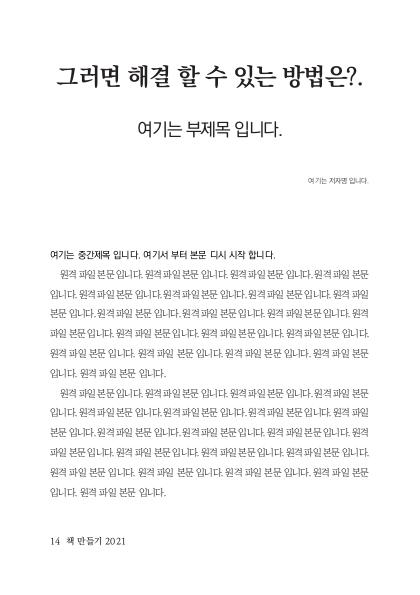 그러면 해결 할 수 있는 방법은?.
여기는 부제목 입니다.
여기는 저자명 입니다.
여기는 중간제목 입니다. 여기서 부터 본문 디시 시작 합니다.
원격 파일 본문 입니다. 원격 파일 본문 입니다. 원격 파일 본문 입니다. 원격 파일 본문
입니다. 원격 파일 본문 입니다. 원격 파일 본문 입니다. 원격 파일 본문 입니다. 원격 파일
본문 입니다. 원격 파일 본문 입니다. 원격 파일 본문 입니다. 원격 파일 본문 입니다. 원격
파일 본문 입니다. 원격 파일 본문 입니다. 원격 파일 본문 입니다. 원격 파일 본문 입니다.
원격 파일 본문 입니다. 원격 파일 본문 입니다. 원격 파일 본문 입니다. 원격 파일 본문
입니다. 원격 파일 본문 입니다.
원격 파일 본문 입니다. 원격 파일 본문 입니다. 원격 파일 본문 입니다. 원격 파일 본문
입니다. 원격 파일 본문 입니다. 원격 파일 본문 입니다. 원격 파일 본문 입니다. 원격 파일
본문 입니다. 원격 파일 본문 입니다. 원격 파일 본문 입니다. 원격 파일 본문 입니다. 원격
파일 본문 입니다. 원격 파일 본문 입니다. 원격 파일 본문 입니다. 원격 파일 본문 입니다.
원격 파일 본문 입니다. 원격 파일 본문 입니다. 원격 파일 본문 입니다. 원격 파일 본문
입니다. 원격 파일 본문 입니다.
14 책 만들기 2021